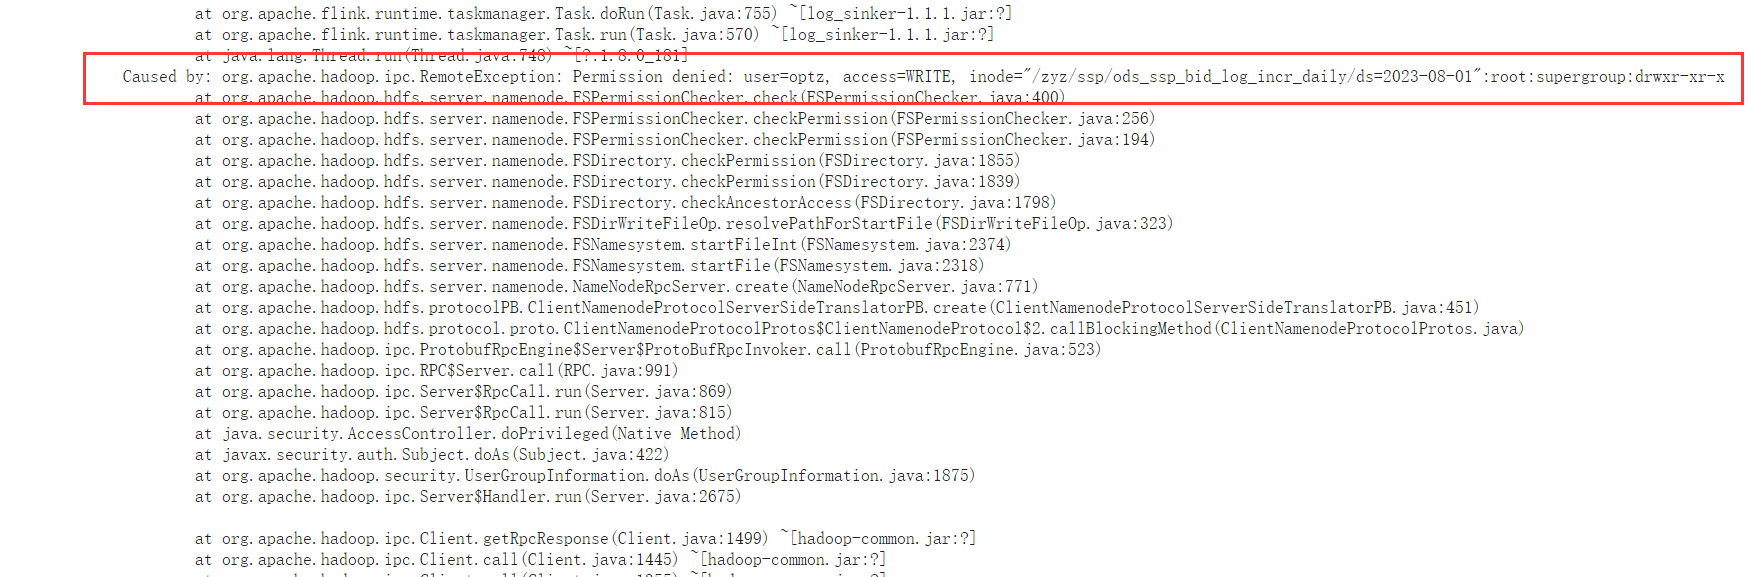 at org.apache.flink.runtime.taskmanager.Task.doRun(Task.java:755) ~[log_sinker-1.1.1.jar:?]
at org.apache.flink.runtime.taskmanager.Task.run(Task.java:570) ~[log_sinker-1.1.1.jar:?]
at java.lang.Thread.run(Thread.java:748) ~[?:1.8.0_181]
Caused by: org.apache.hadoop.ipc.RemoteException: Permission denied: user=optz, access=WRITE, inode="/zyz/ssp/ods_ssp_bid_log_incr_daily/ds=2023-08-01":root:supergroup:drwxr-xr-x
at org.apache.hadoop.hdfs.server.namenode.FSPermissionChecker.check(FSPermissionChecker.java:400)
at org.apache.hadoop.hdfs.server.namenode.FSPermissionChecker.checkPermission(FSPermissionChecker.java:256)
at org.apache.hadoop.hdfs.server.namenode.FSPermissionChecker.checkPermission(FSPermissionChecker.java:194)
at org.apache.hadoop.hdfs.server.namenode.FSDirectory.checkPermission(FSDirectory.java:1855)
at org.apache.hadoop.hdfs.server.namenode.FSDirectory.checkPermission(FSDirectory.java:1839)
at org.apache.hadoop.hdfs.server.namenode.FSDirectory.checkAncestorAccess(FSDirectory.java:1798)
at org.apache.hadoop.hdfs.server.namenode.FSDirWriteFileOp.resolvePathForStartFile(FSDirWriteFileOp.java:323)
at org.apache.hadoop.hdfs.server.namenode.FSNamesystem.startFileInt(FSNamesystem.java:2374)
at org.apache.hadoop.hdfs.server.namenode.FSNamesystem.startFile(FSNamesystem.java:2318)
at org.apache.hadoop.hdfs.server.namenode.NameNodeRpcServer.create(NameNodeRpcServer.java:771)
at org.apache.hadoop.hdfs.protocolPB.ClientNamenodeProtocolServerSideTranslatorPB.create(ClientNamenodeProtocolServerSideTranslatorPB.java:451)
at org.apache.hadoop.hdfs.protocol.proto.ClientNamenodeProtocolProtos$ClientNamenodeProtocol$2.callBlockingMethod(ClientNamenodeProtocolProtos.java)
at org.apache.hadoop.ipc.ProtobufRpcEngine$Server$ProtoBufRpcInvoker.call(ProtobufRpcEngine.java:523)
at org.apache.hadoop.ipc.RPC$Server.call(RPC.java:991)
at org.apache.hadoop.ipc.Server$RpcCall.run(Server.java:869)
at org.apache.hadoop.ipc.Server$RpcCall.run(Server.java:815)
at java.security.AccessController.doPrivileged(Native Method)
at javax.security.auth.Subject.doAs(Subject.java:422)
at org.apache.hadoop.security.UserGroupInformation.doAs(UserGroupInformation.java:1875)
at org.apache.hadoop.ipc.Server$Handler.run(Server.java:2675)
at org.apache.hadoop.ipc.Client.getRpcResponse(Client.java:1499) ~[hadoop-common.jar:?]
at org.apache.hadoop.ipc.Client.call(Client.java:1445) ~[hadoop-common.jar:?]